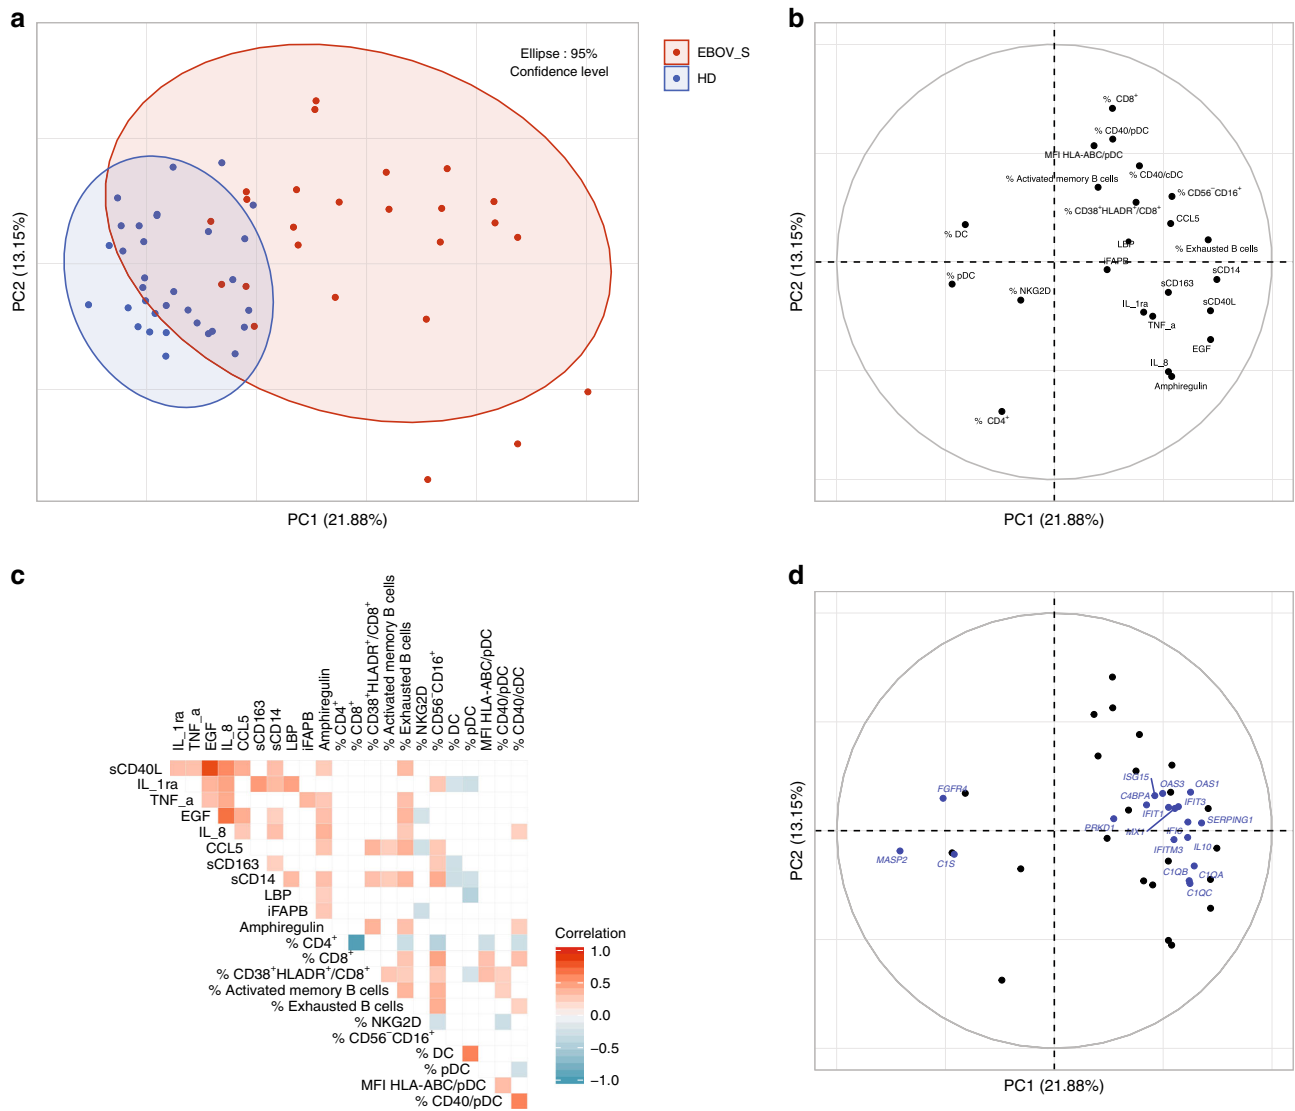 a
Ellipse : 95%
Confidence level
EBOV_S
HD
PC2 (13.15%)
PC1 (21.88%)
b
% CD8⁺
% CD40/pDC
MFI HLA-ABC/pDC
% CD40/cDC
% Activated memory B cells
% CD56⁻CD16⁺
% CD38⁺HLADR⁺/CD8⁺
CCL5
% DC
LBP
% Exhausted B cells
iFAPB
sCD14
% pDC
sCD163
% NKG2D
IL_1ra
sCD40L
TNF_a
EGF
IL_8
Amphiregulin
% CD4⁺
PC2 (13.15%)
PC1 (21.88%)
c
IL_1ra
TNF_a
EGF
IL_8
CCL5
sCD163
sCD14
LBP
iFAPB
Amphiregulin
% CD4⁺
% CD8⁺
% CD38⁺HLADR⁺/CD8⁺
% Activated memory B cells
% Exhausted B cells
% NKG2D
% CD56⁻CD16⁺
% DC
% pDC
MFI HLA-ABC/pDC
% CD40/pDC
% CD40/cDC
sCD40L
IL_1ra
TNF_a
EGF
IL_8
CCL5
sCD163
sCD14
LBP
iFAPB
Amphiregulin
% CD4⁺
% CD8⁺
% CD38⁺HLADR⁺/CD8⁺
% Activated memory B cells
% Exhausted B cells
% NKG2D
% CD56⁻CD16⁺
% DC
% pDC
MFI HLA-ABC/pDC
% CD40/pDC
Correlation
1.0
0.5
0.0
−0.5
−1.0
d
ISG15
OAS3
OAS1
FGFR4
C4BPA
IFIT3
IFIT1
SERPING1
PRKD1
MX1
IFI6
IFITM3
IL10
MASP2
C1S
C1QB
C1QA
C1QC
PC2 (13.15%)
PC1 (21.88%)